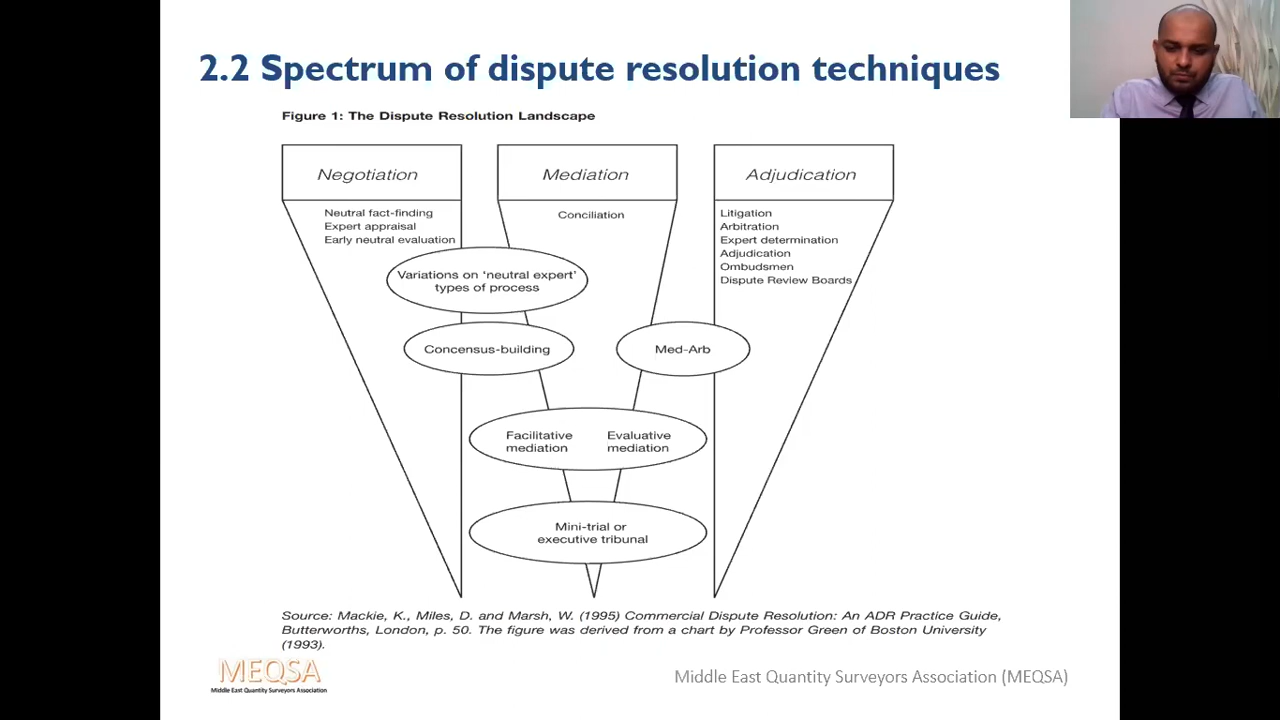 2.2 Spectrum of dispute resolution techniques
Figure 1: The Dispute Resolution Landscape
Negotiation
Mediation
Adjudication
Neutral fact-finding
Expert appraisal
Early neutral evaluation
Conciliation
Litigation
Arbitration
Expert determination
Adjudication
Ombudsmen
Dispute Review Boards
Variations on ‘neutral expert’
types of process
Concensus-building
Med-Arb
Facilitative
mediation
Evaluative
mediation
Mini-trial or
executive tribunal
Source: Mackie, K., Miles, D. and Marsh, W. (1995) Commercial Dispute Resolution: An ADR Practice Guide,
Butterworths, London, p. 50. The figure was derived from a chart by Professor Green of Boston University
(1993).
MEQSA
Middle East Quantity Surveyors Association
Middle East Quantity Surveyors Association (MEQSA)